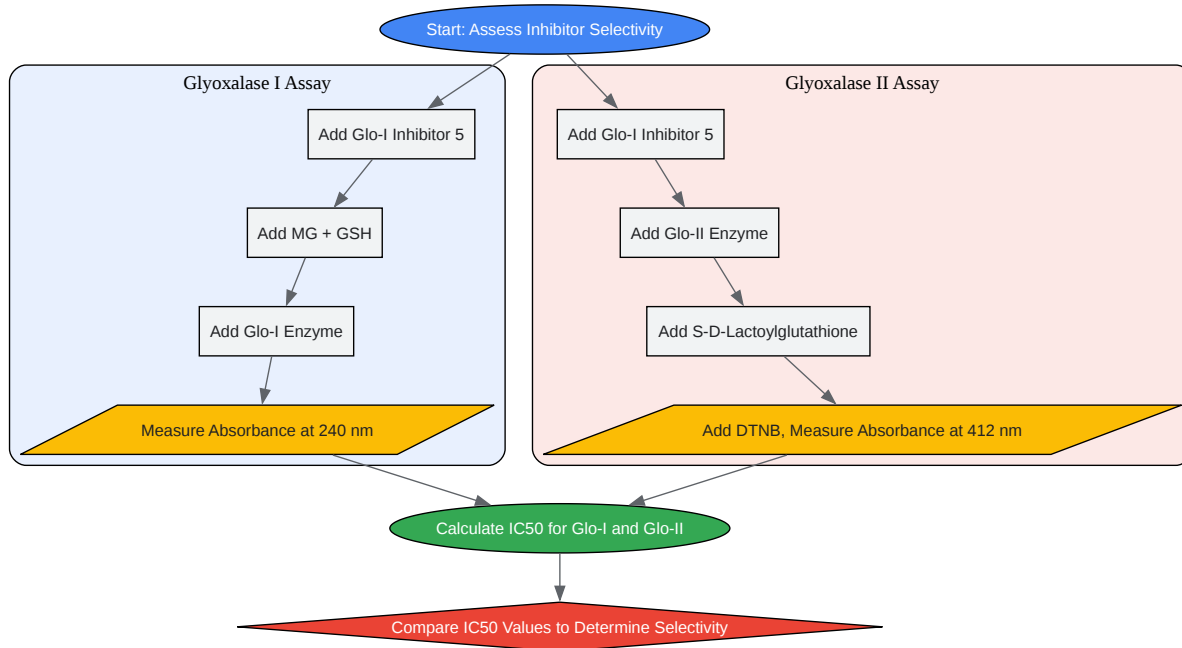 Start: Assess Inhibitor Selectivity
Glyoxalase I Assay
Add Glo-I Inhibitor 5
Add MG + GSH
Add Glo-I Enzyme
Measure Absorbance at 240 nm
Glyoxalase II Assay
Add Glo-I Inhibitor 5
Add Glo-II Enzyme
Add S-D-Lactoylglutathione
Add DTNB, Measure Absorbance at 412 nm
Calculate IC50 for Glo-I and Glo-II
Compare IC50 Values to Determine Selectivity